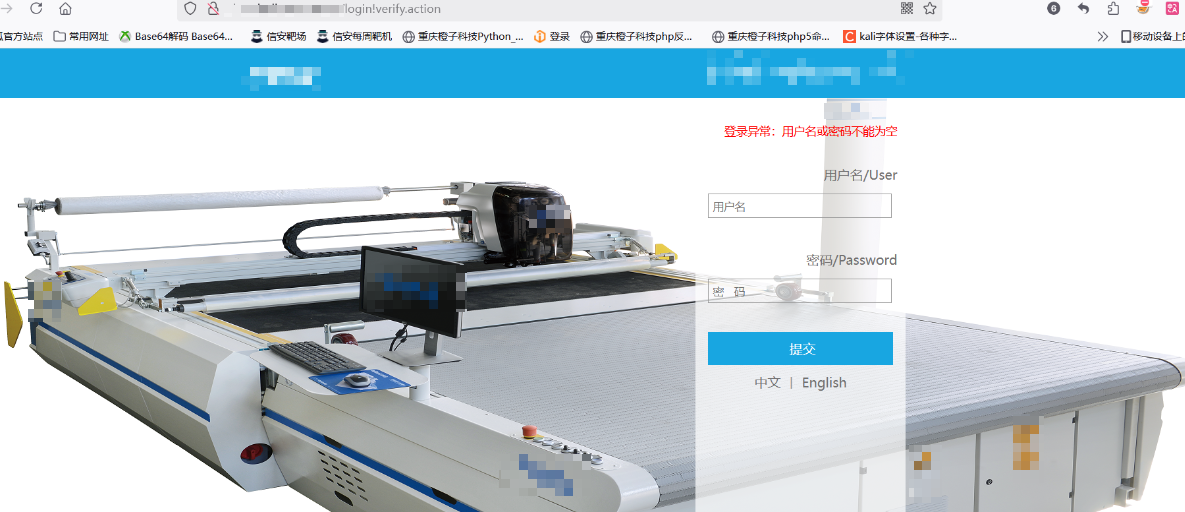 /login!verify.action
6
狐官方站点 常用网址 Base64解码 Base64... 信安靶场 信安每周靶机 重庆橙子科技Python_... 登录 重庆橙子科技php反... 重庆橙子科技php5命... kali字体设置-各种字... 移动设备上的
登录异常：用户名或密码不能为空
用户名/User
用户名
密码/Password
密 码
提交
中文 | English